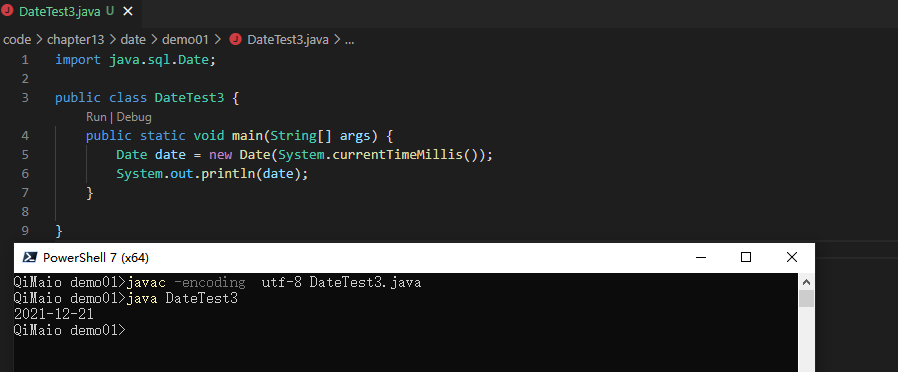 DateTest3.java U
code > chapter13 > date > demo01 > DateTest3.java > ...
1 import java.sql.Date;
2
3 public class DateTest3 {
Run | Debug
4 public static void main(String[] args) {
5 Date date = new Date(System.currentTimeMillis());
6 System.out.println(date);
7 }
8
9 }
PowerShell 7 (x64)
QiMaio demo01>javac -encoding  utf-8 DateTest3.java
QiMaio demo01>java DateTest3
2021-12-21
QiMaio demo01>